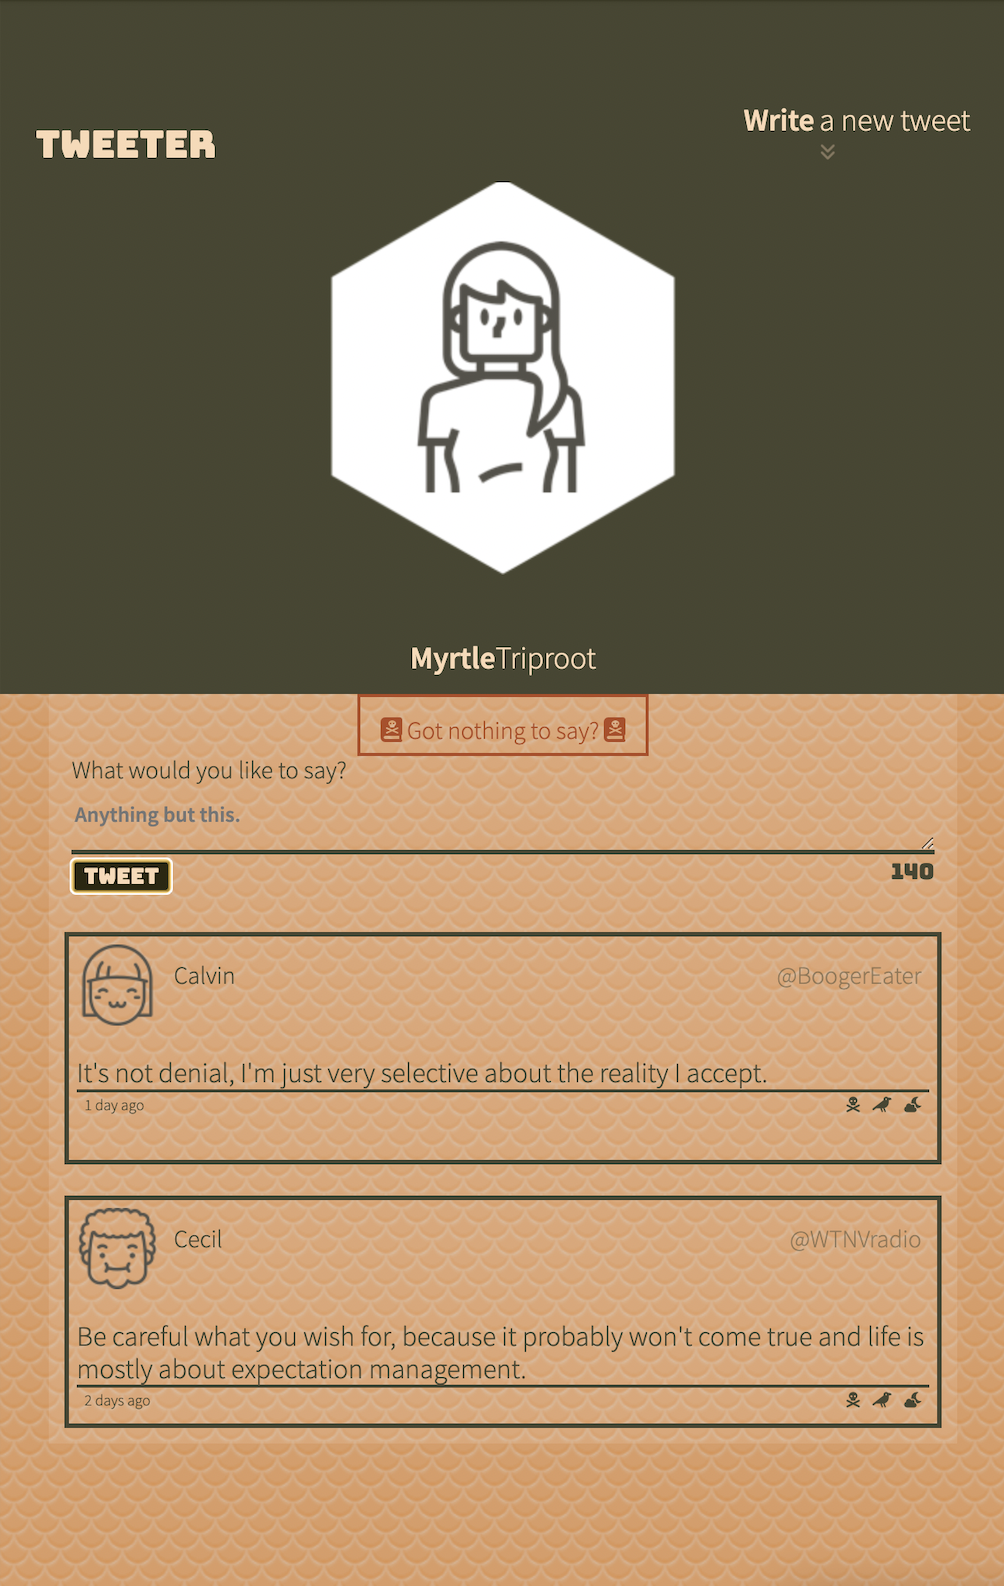 TWEETER
Write a new tweet
MyrtleTriproot
Got nothing to say?
What would you like to say?
Anything but this.
TWEET
140
Calvin
@BoogerEater
It's not denial, I'm just very selective about the reality I accept.
1 day ago
Cecil
@WTNVradio
Be careful what you wish for, because it probably won't come true and life is
mostly about expectation management.
2 days ago